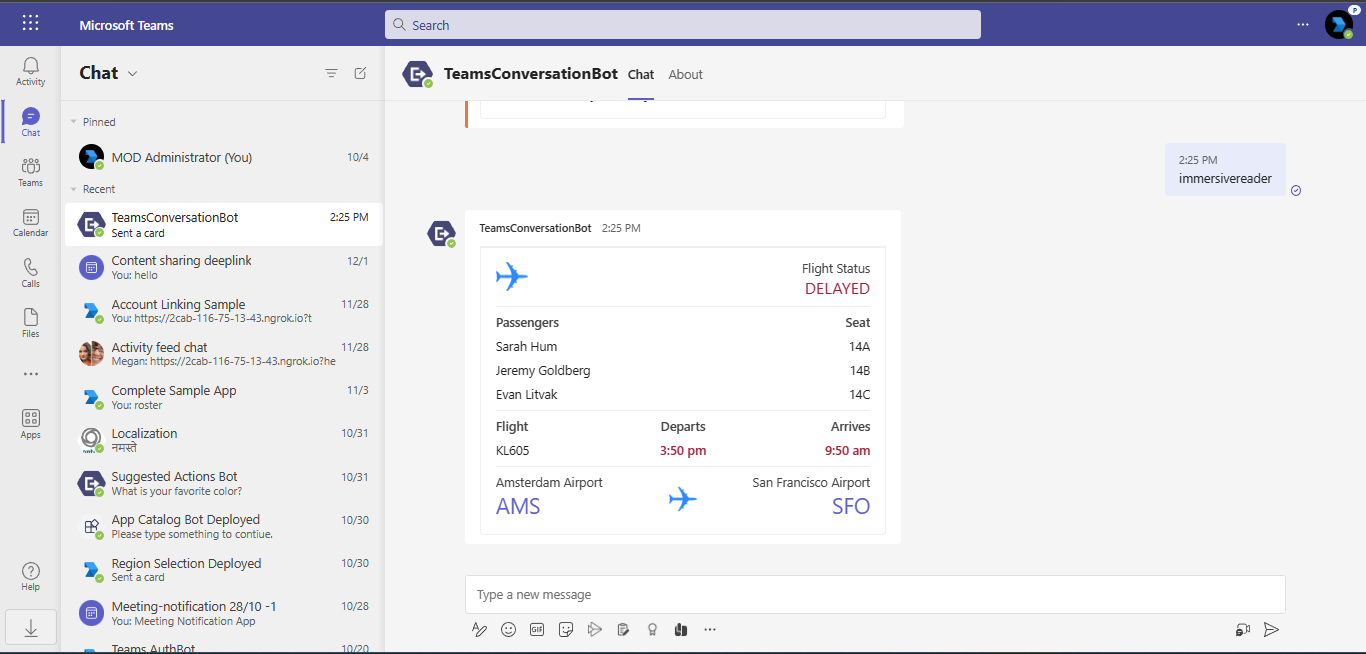 Microsoft Teams
Search
P
Activity
Chat
Teams
Calendar
Calls
Files
Apps
Help
Chat
Pinned
MOD Administrator (You) 10/4
Recent
TeamsConversationBot 2:25 PM
Sent a card
Content sharing deeplink 12/1
You: hello
Account Linking Sample 11/28
You: https://2cab-116-75-13-43.ngrok.io?t
Activity feed chat 11/28
Megan: https://2cab-116-75-13-43.ngrok.io?he
Complete Sample App 11/3
You: roster
Localization 10/31
नमस्ते
Suggested Actions Bot 10/31
What is your favorite color?
App Catalog Bot Deployed 10/30
Please type something to contiue.
Region Selection Deployed 10/30
Sent a card
Meeting-notification 28/10 -1 10/28
You: Meeting Notification App
Teams AuthBot 10/20
TeamsConversationBot Chat About
2:25 PM
immersivereader
TeamsConversationBot 2:25 PM
Flight Status
DELAYED
Passengers Seat
Sarah Hum 14A
Jeremy Goldberg 14B
Evan Litvak 14C
Flight Departs Arrives
KL605 3:50 pm 9:50 am
Amsterdam Airport San Francisco Airport
AMS SFO
Type a new message
GIF